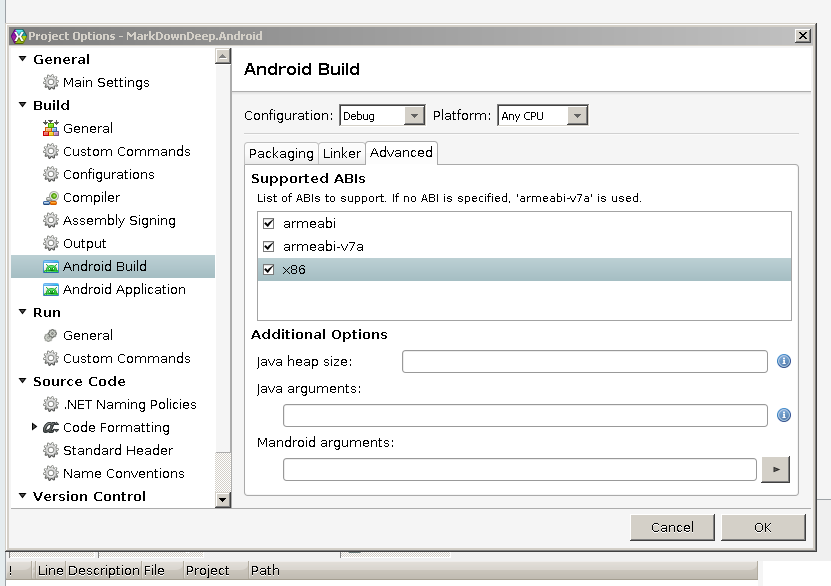 Project Options - MarkDownDeep.Android
General
Main Settings
Build
General
Custom Commands
Configurations
Compiler
Assembly Signing
Output
Android Build
Android Application
Run
General
Custom Commands
Source Code
.NET Naming Policies
Code Formatting
Standard Header
Name Conventions
Version Control
Android Build
Configuration: Debug Platform: Any CPU
Packaging Linker Advanced
Supported ABIs
List of ABIs to support. If no ABI is specified, 'armeabi-v7a' is used.
armeabi
armeabi-v7a
x86
Additional Options
Java heap size:
Java arguments:
Mandroid arguments:
Cancel OK
! Line Description File Project Path